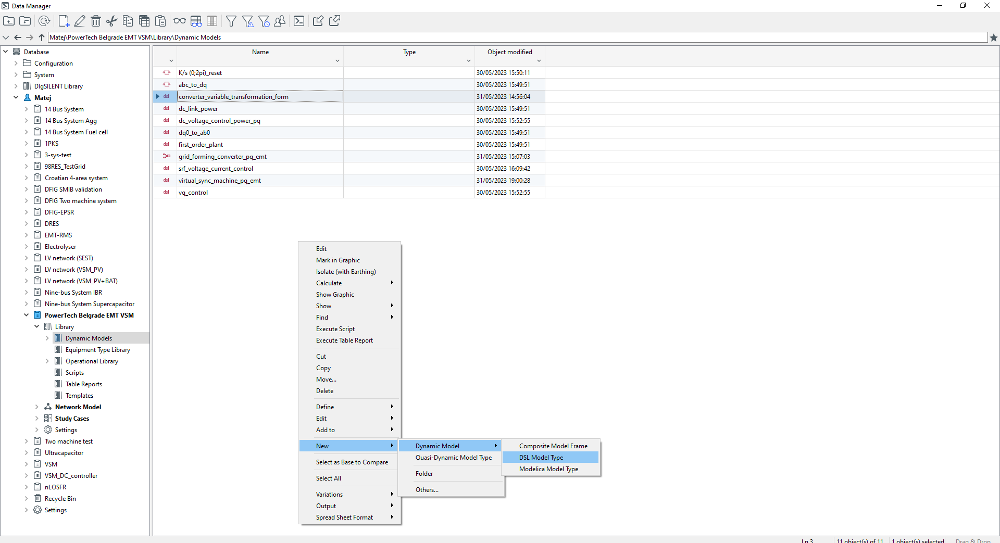 Data Manager
Matej\PowerTech Belgrade EMT VSM\Library\Dynamic Models
Database
Configuration
System
DIgSILENT Library
Matej
14 Bus System
14 Bus System Agg
14 Bus System Fuel cell
1PKS
3-sys-test
98RES_TestGrid
Croatian 4-area system
DFIG SMIB validation
DFIG Two machine system
DFIG-EPSR
DRES
EMT-RMS
Electrolyser
LV network (SEST)
LV network (VSM_PV)
LV network (VSM_PV+BAT)
Nine-bus System IBR
Nine-bus System Supercapacitor
PowerTech Belgrade EMT VSM
Library
Dynamic Models
Equipment Type Library
Operational Library
Scripts
Table Reports
Templates
Network Model
Study Cases
Settings
Two machine test
Ultracapacitor
VSM
VSM_DC_controller
nLOSFR
Recycle Bin
Settings
Name Type Object modified
K/s (0;2pi)_reset 30/05/2023 15:50:11
abc_to_dq 30/05/2023 15:49:51
dsl converter_variable_transformation_form 31/05/2023 14:56:04
dsl dc_link_power 30/05/2023 15:49:51
dsl dc_voltage_control_power_pq 30/05/2023 15:52:55
dsl dq0_to_ab0 30/05/2023 15:49:51
dsl first_order_plant 30/05/2023 15:49:51
grid_forming_converter_pq_emt 31/05/2023 15:07:03
dsl srf_voltage_current_control 30/05/2023 16:09:42
dsl virtual_sync_machine_pq_emt 31/05/2023 19:00:28
dsl vq_control 30/05/2023 15:52:55
Edit
Mark in Graphic
Isolate (with Earthing)
Calculate
Show Graphic
Show
Find
Execute Script
Execute Table Report
Cut
Copy
Move...
Delete
Define
Edit
Add to
New
Select as Base to Compare
Select All
Variations
Output
Spread Sheet Format
Dynamic Model
Quasi-Dynamic Model Type
Folder
Others...
Composite Model Frame
DSL Model Type
Modelica Model Type
Ln 3 11 object(s) of 11 1 object(s) selected Drag & Drop